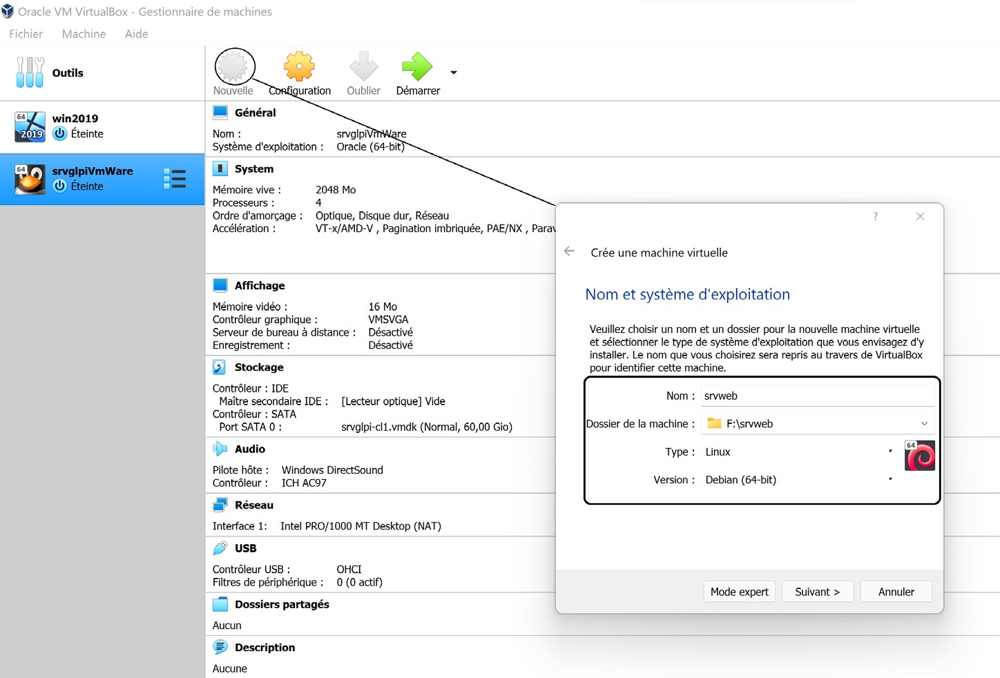 Oracle VM VirtualBox - Gestionnaire de machines
Fichier Machine Aide
Outils
Nouvelle Configuration Oublier Démarrer
64
2019
win2019
Éteinte
64
srvglpiVmWare
Éteinte
Général
Nom : srvglpiVmWare
Système d'exploitation : Oracle (64-bit)
System
Mémoire vive : 2048 Mo
Processeurs : 4
Ordre d'amorçage : Optique, Disque dur, Réseau
Accélération : VT-x/AMD-V , Pagination imbriquée, PAE/NX , Parav
Affichage
Mémoire vidéo : 16 Mo
Contrôleur graphique : VMSVGA
Serveur de bureau à distance : Désactivé
Enregistrement : Désactivé
Stockage
Contrôleur : IDE
Maître secondaire IDE : [Lecteur optique] Vide
Contrôleur : SATA
Port SATA 0 : srvglpi-cl1.vmdk (Normal, 60,00 Gio)
Audio
Pilote hôte : Windows DirectSound
Contrôleur : ICH AC97
Réseau
Interface 1: Intel PRO/1000 MT Desktop (NAT)
USB
Contrôleur USB : OHCI
Filtres de périphérique : 0 (0 actif)
Dossiers partagés
Aucun
Description
Aucune
?
Crée une machine virtuelle
Nom et système d'exploitation
Veuillez choisir un nom et un dossier pour la nouvelle machine virtuelle
et sélectionner le type de système d'exploitation que vous envisagez d'y
installer. Le nom que vous choisirez sera repris au travers de VirtualBox
pour identifier cette machine.
Nom : srvweb
Dossier de la machine : F:\srvweb
Type : Linux
64
Version : Debian (64-bit)
Mode expert Suivant > Annuler